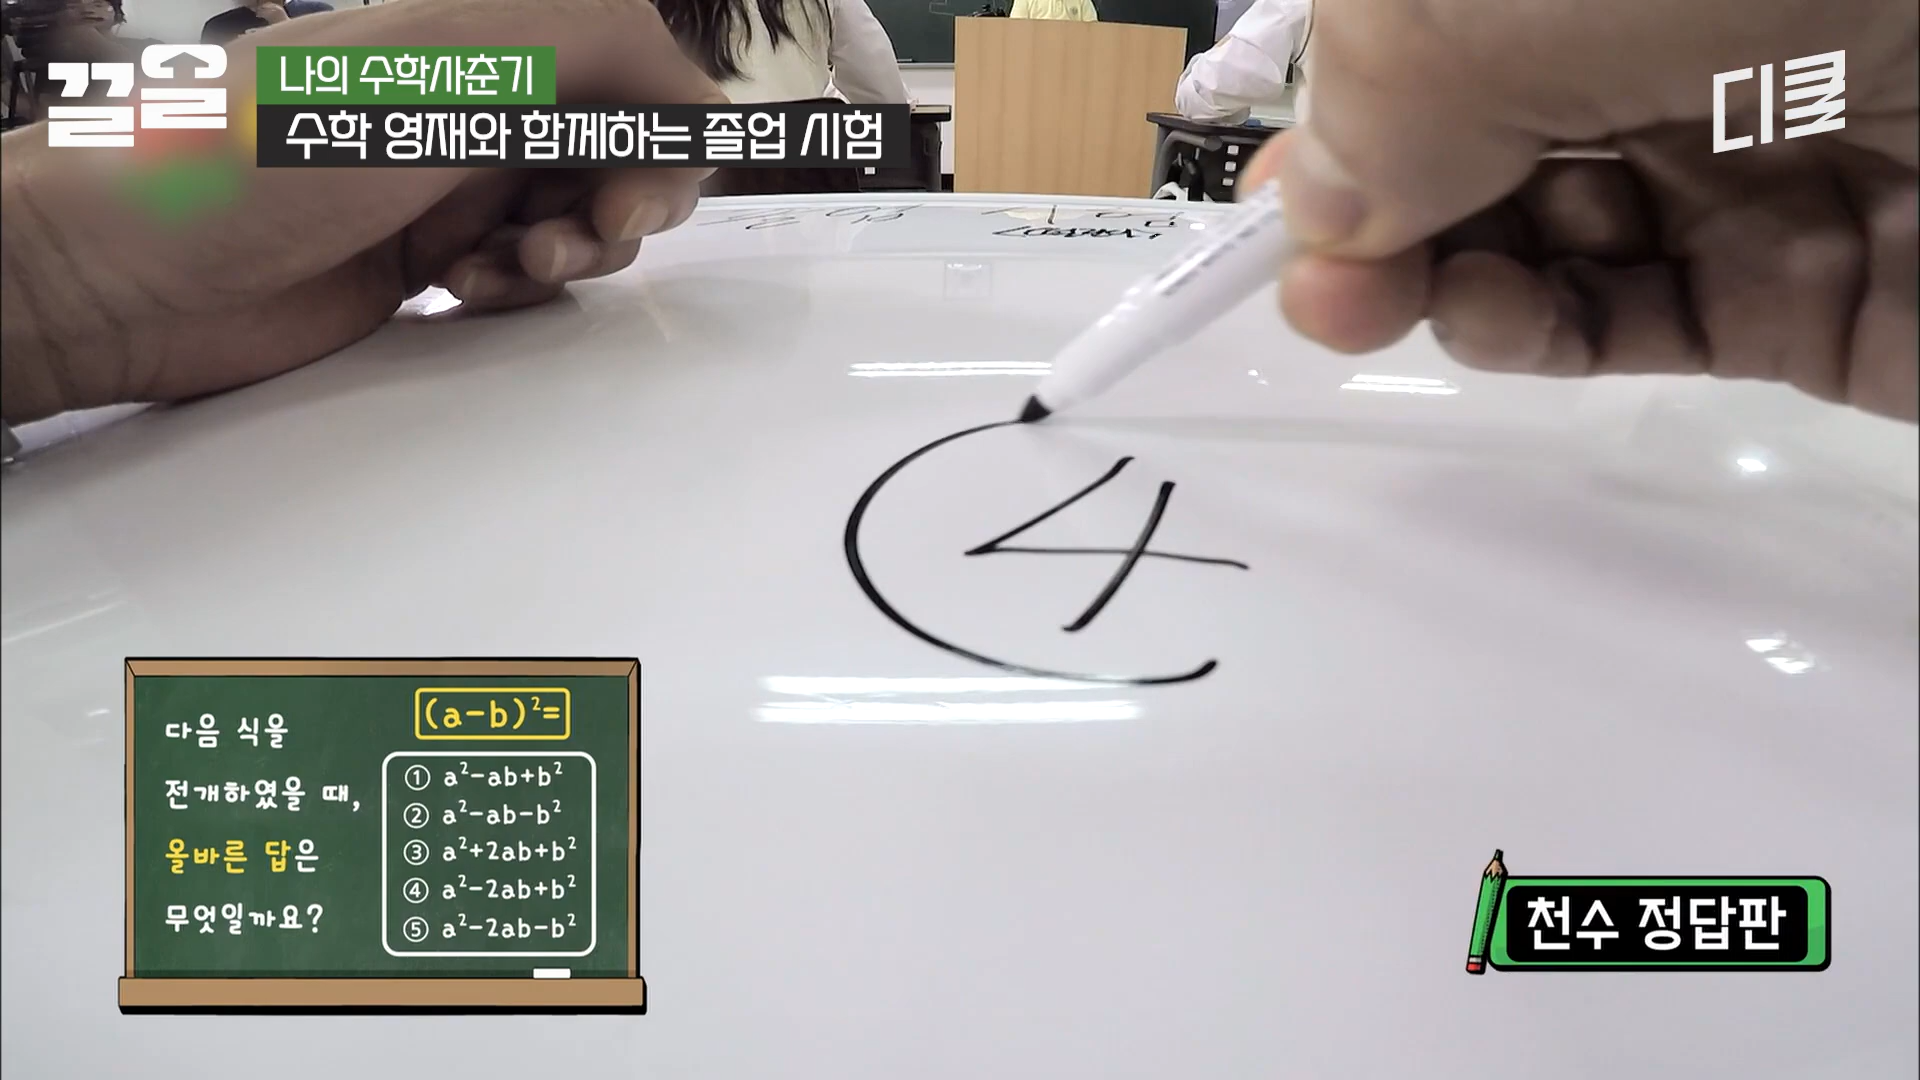 끌올
나의 수학사춘기
수학 영재와 함께하는 졸업 시험
디클
4
다음 식을
전개하였을 때,
올바른 답은
무엇일까요?
(a-b)²=
① a²-ab+b²
② a²-ab-b²
③ a²+2ab+b²
④ a²-2ab+b²
⑤ a²-2ab-b²
천수 정답판